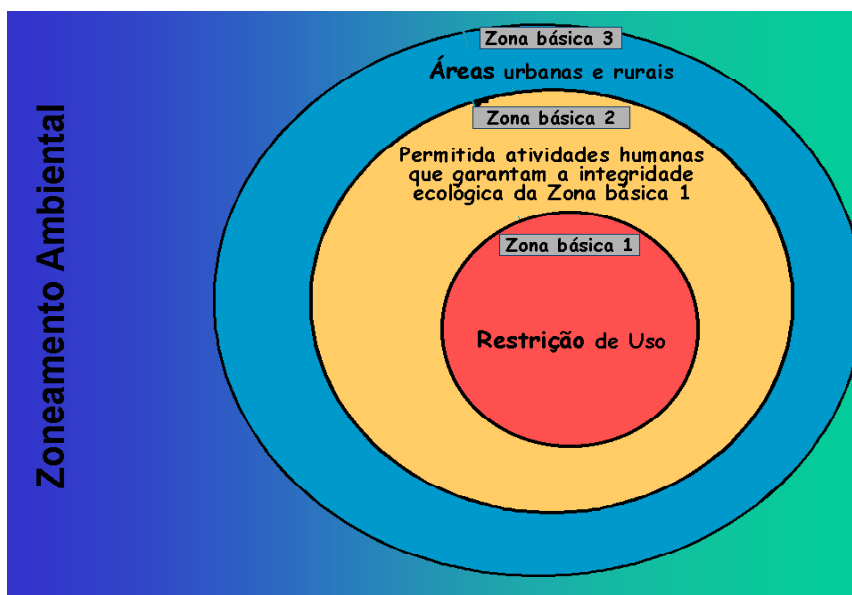 Zoneamento Ambiental
Zona básica 3
Áreas urbanas e rurais
Zona básica 2
Permitida atividades humanas
que garantam a integridade
ecológica da Zona básica 1
Zona básica 1
Restrição de Uso